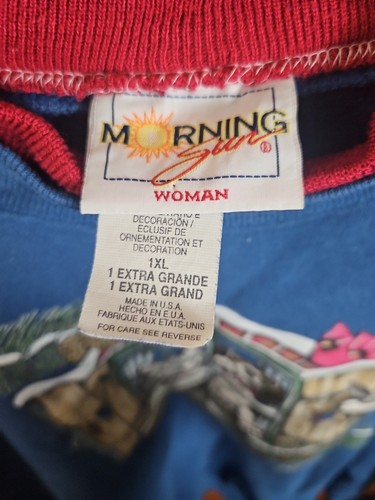 MORNING
Sun ®
WOMAN
DECORACION /
ECLUSIF DE
ORNEMENTATION ET
DECORATION
1XL
1 EXTRA GRANDE
1 EXTRA GRAND
MADE IN U.S.A.
HECHO EN E.U.A.
FABRIQUE AUX ETATS-UNIS
FOR CARE SEE REVERSE